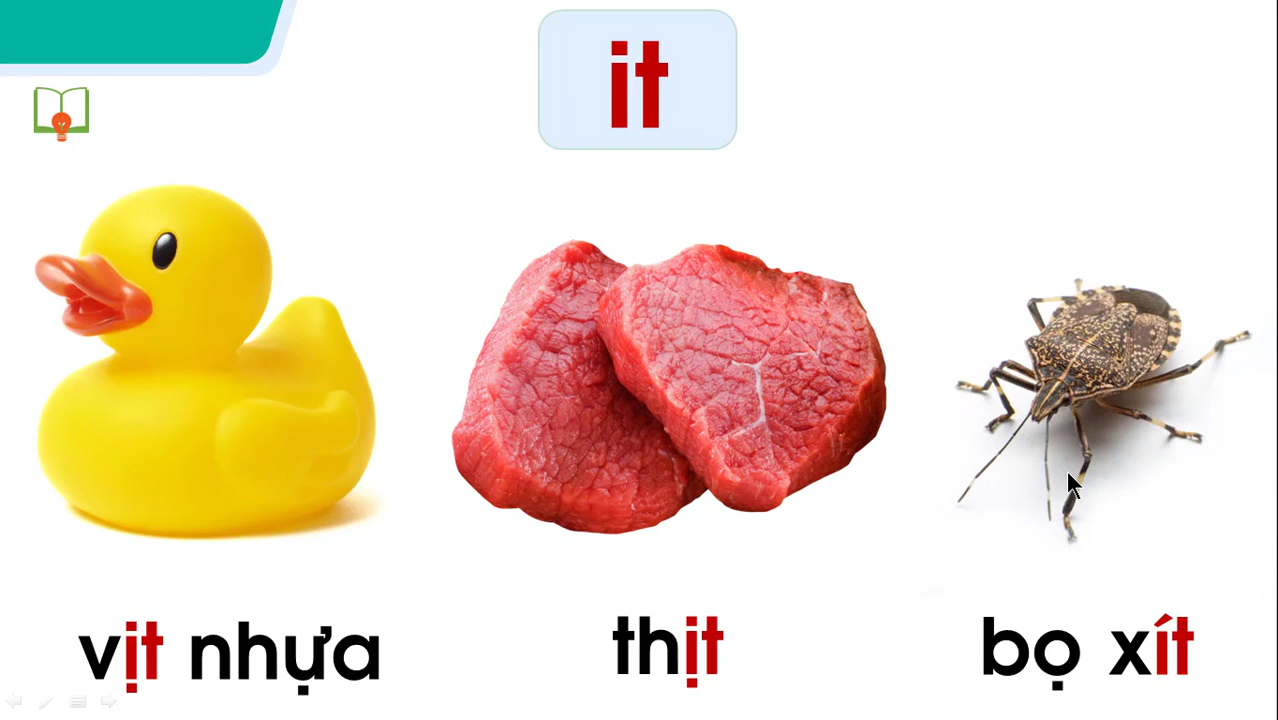 it
vịt nhựa
thịt
bọ xít